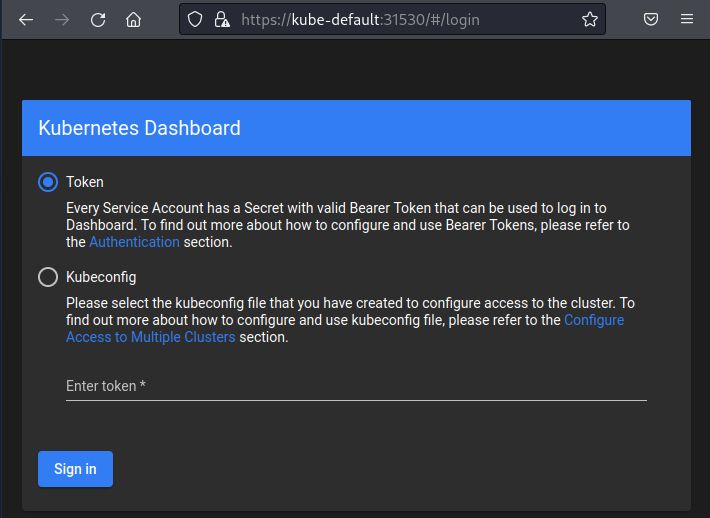 https://kube-default:31530/#/login
Kubernetes Dashboard
Token
Every Service Account has a Secret with valid Bearer Token that can be used to log in to
Dashboard. To find out more about how to configure and use Bearer Tokens, please refer to
the Authentication section.
Kubeconfig
Please select the kubeconfig file that you have created to configure access to the cluster. To
find out more about how to configure and use kubeconfig file, please refer to the Configure
Access to Multiple Clusters section.
Enter token *
Sign in